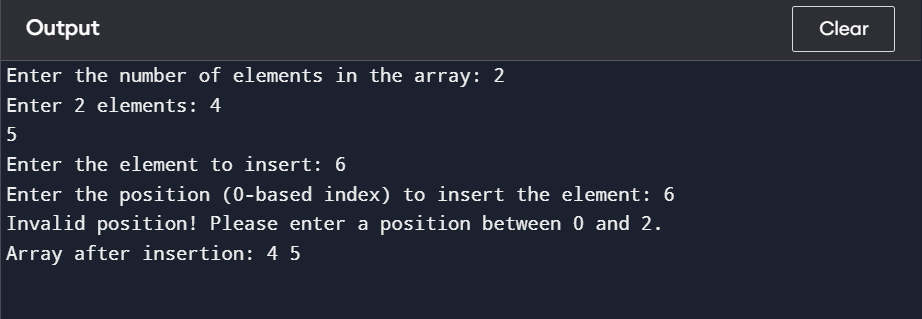 Output
Clear
Enter the number of elements in the array: 2
Enter 2 elements: 4
5
Enter the element to insert: 6
Enter the position (0-based index) to insert the element: 6
Invalid position! Please enter a position between 0 and 2.
Array after insertion: 4 5